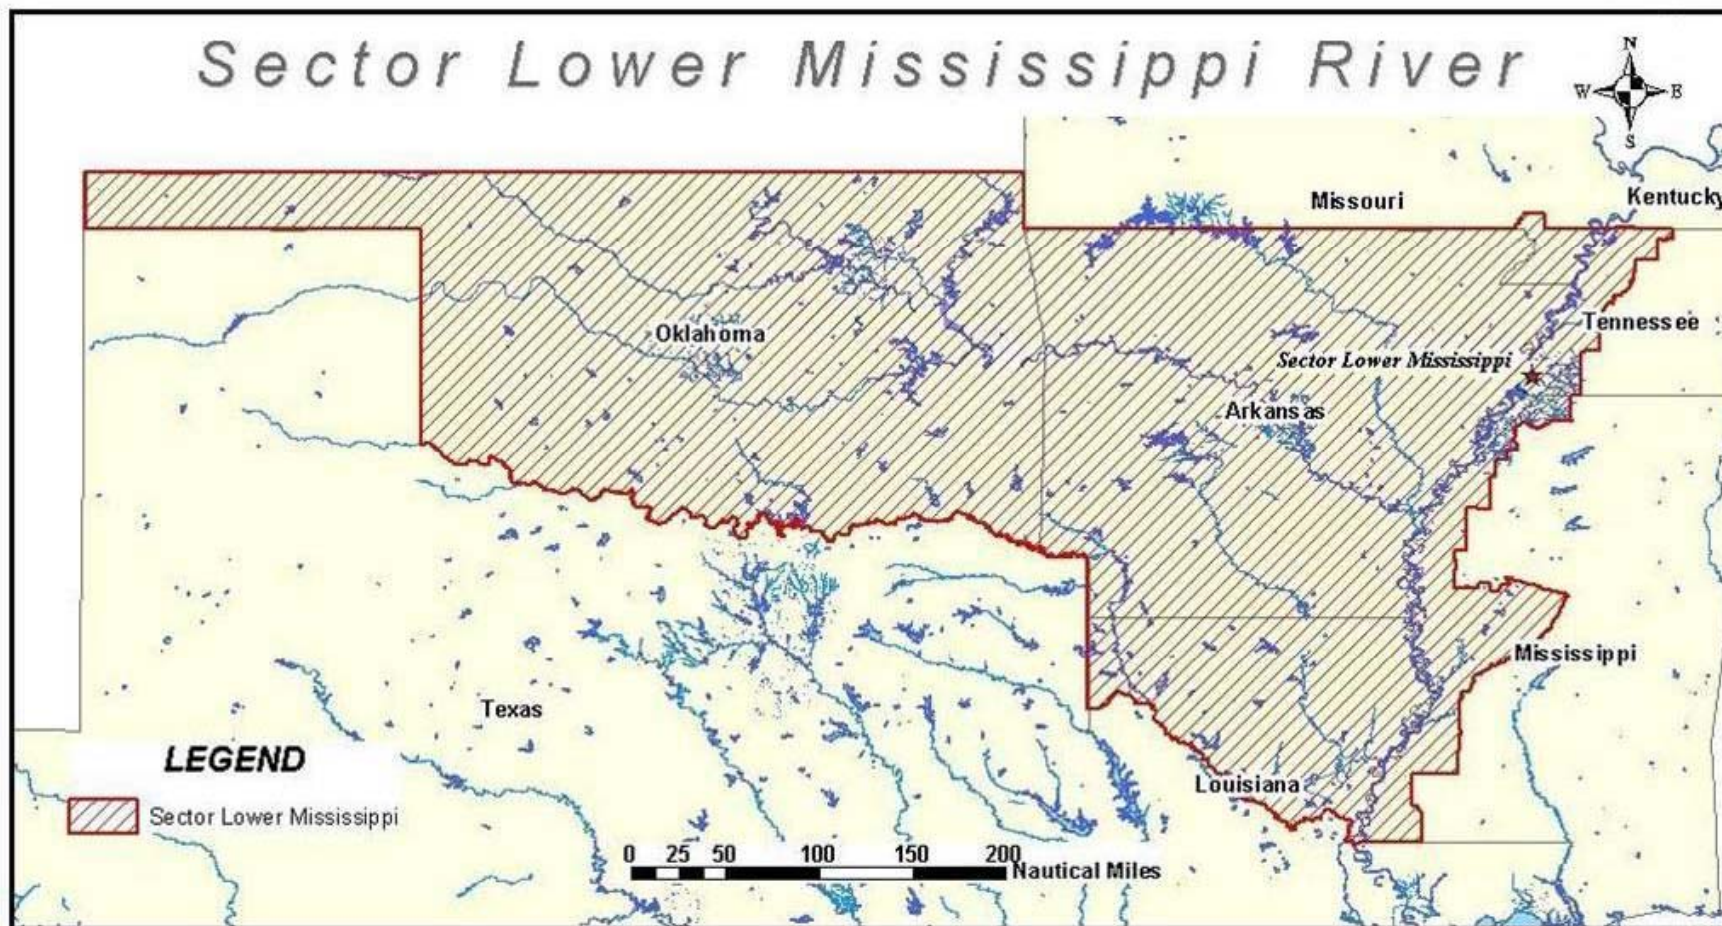 Sector Lower Mississippi River
N
W E
S
Missouri
Kentucky
Oklahoma
Tennessee
Sector Lower Mississippi
Arkansas
Mississippi
Texas
LEGEND
Louisiana
Sector Lower Mississippi
0 25 50 100 150 200
Nautical Miles